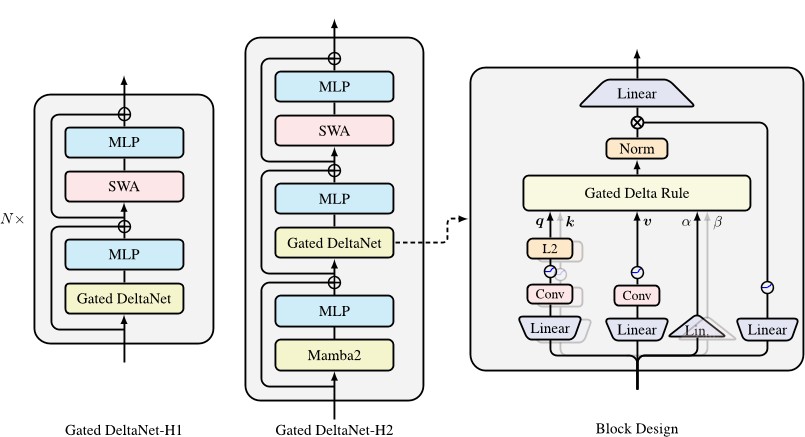 N×
MLP
SWA
MLP
Gated DeltaNet
Gated DeltaNet-H1
MLP
SWA
MLP
Gated DeltaNet
MLP
Mamba2
Gated DeltaNet-H2
Linear
Norm
Gated Delta Rule
q k v α β
L2
Conv Conv
Linear Linear Lin. Linear
Block Design